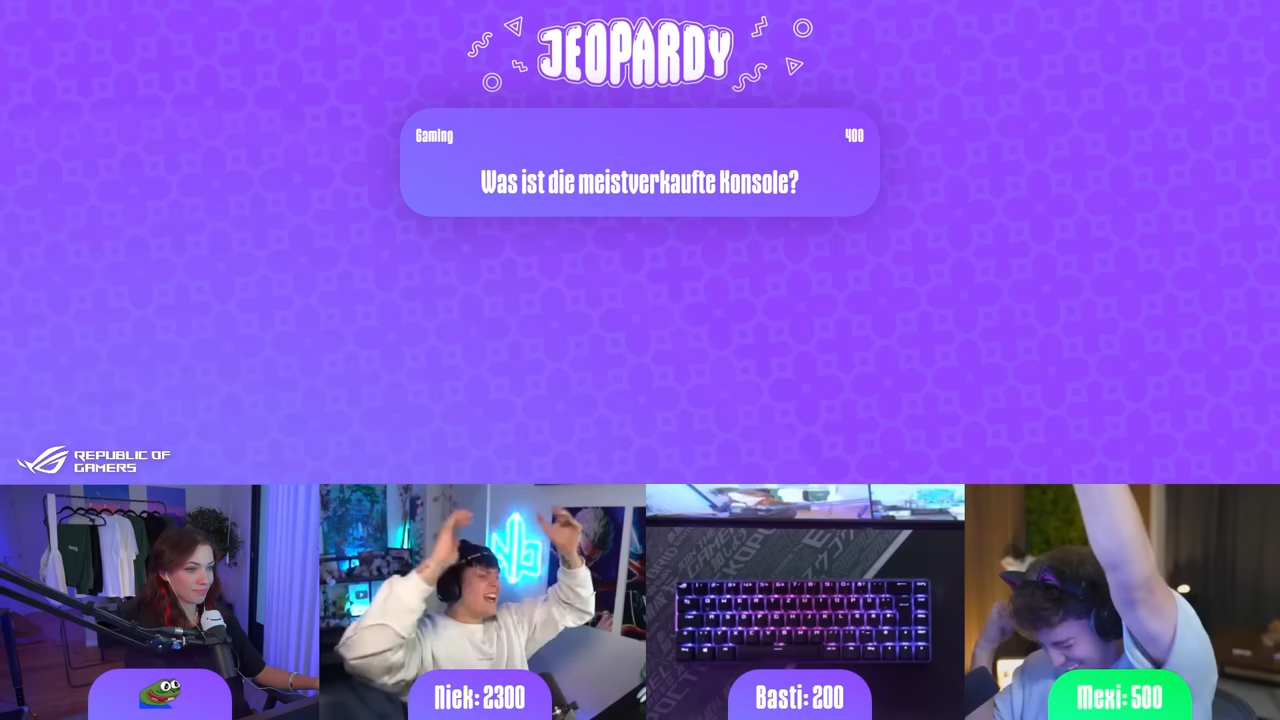 JEOPARDY
Gaming
400
Was ist die meistverkaufte Konsole?
REPUBLIC OF
GAMERS
Niek: 2300
Basti: 200
Mexi: 500